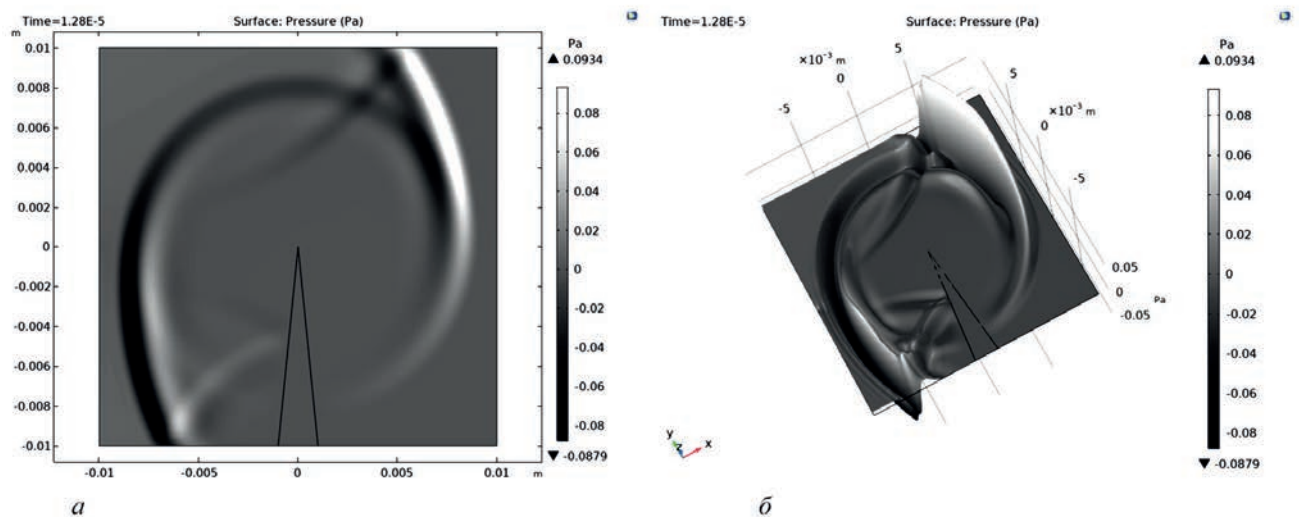 Time=1.28E-5
Surface: Pressure (Pa)
m
Pa
▲ 0.0934
0.01
0.008
0.006
0.004
0.002
0
-0.002
-0.004
-0.006
-0.008
-0.01
-0.01
-0.005
0
0.005
0.01
m
0.08
0.06
0.04
0.02
0
-0.02
-0.04
-0.06
-0.08
▼ -0.0879
а
Time=1.28E-5
Surface: Pressure (Pa)
5
×10⁻³ m
0
-5
5
×10⁻³ m
0
-5
0.05
0
-0.05
Pa
y
z
x
Pa
▲ 0.0934
0.08
0.06
0.04
0.02
0
-0.02
-0.04
-0.06
-0.08
▼ -0.0879
б